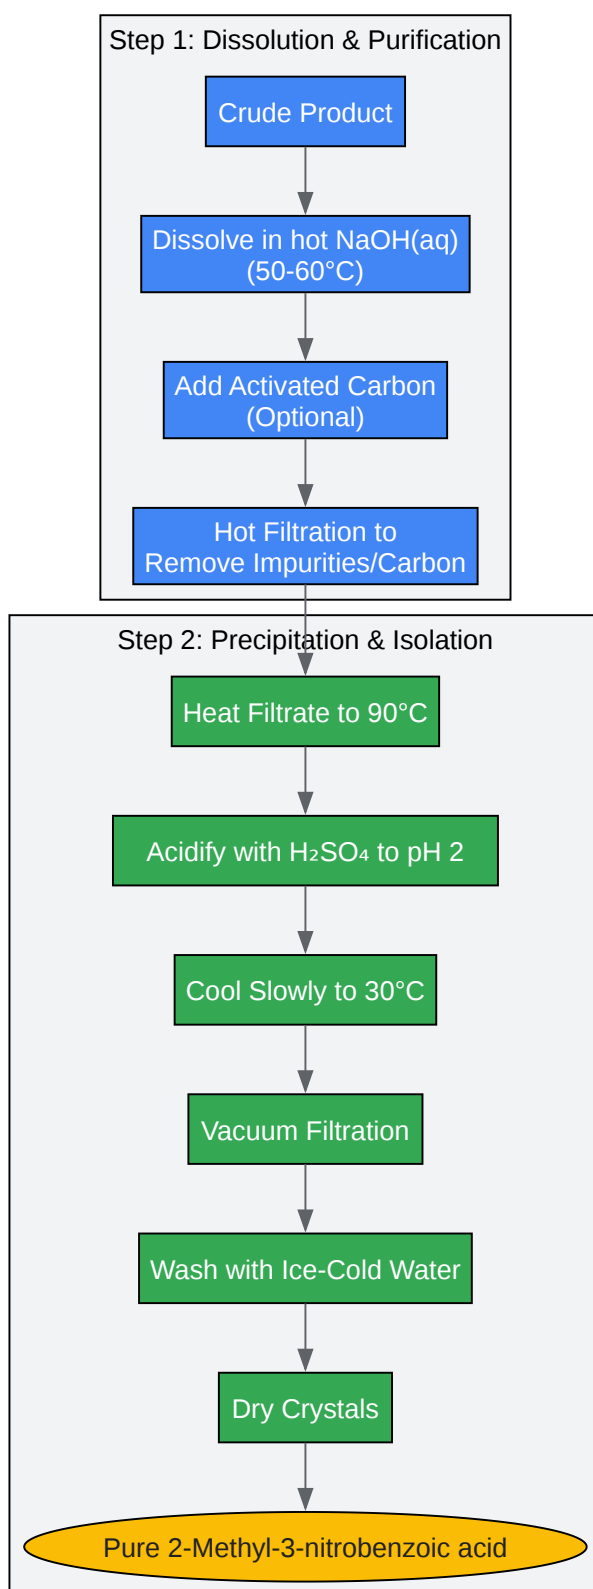 Step 1: Dissolution & Purification
Crude Product
Dissolve in hot NaOH(aq)
(50-60°C)
Add Activated Carbon
(Optional)
Hot Filtration to
Remove Impurities/Carbon
Step 2: Precipitation & Isolation
Heat Filtrate to 90°C
Acidify with H₂SO₄ to pH 2
Cool Slowly to 30°C
Vacuum Filtration
Wash with Ice-Cold Water
Dry Crystals
Pure 2-Methyl-3-nitrobenzoic acid